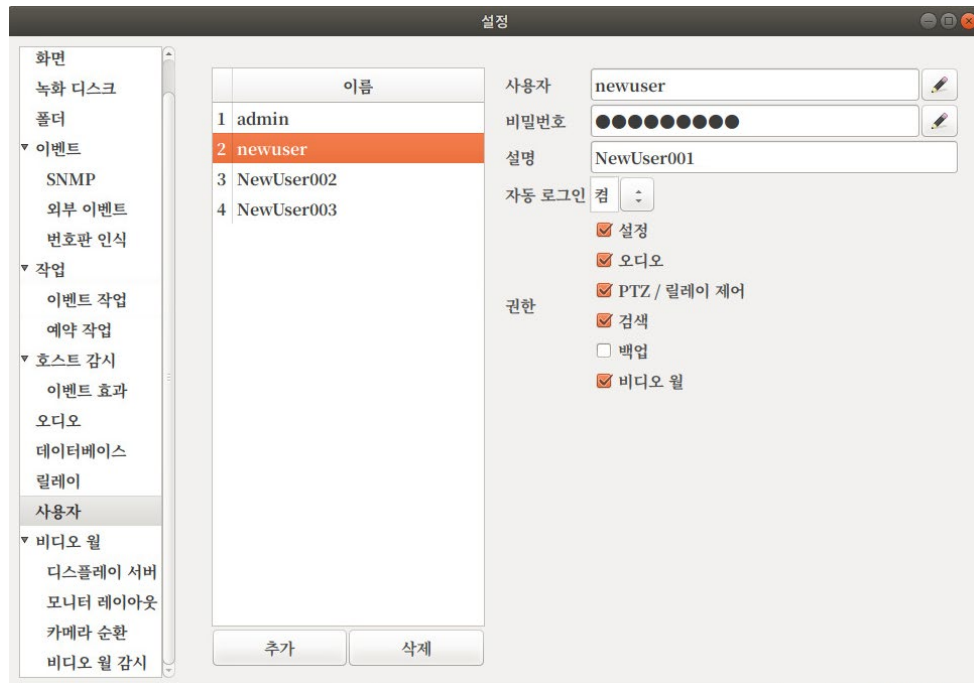 설정
화면
녹화 디스크
폴더
이벤트
SNMP
외부 이벤트
번호판 인식
작업
이벤트 작업
예약 작업
호스트 감시
이벤트 효과
오디오
데이터베이스
릴레이
사용자
비디오 월
디스플레이 서버
모니터 레이아웃
카메라 순환
비디오 월 감시
이름
1 admin
2 newuser
3 NewUser002
4 NewUser003
추가 삭제
사용자 newuser
비밀번호 ●●●●●●●●●
설명 NewUser001
자동 로그인 켬
권한
설정
오디오
PTZ / 릴레이 제어
검색
백업
비디오 월